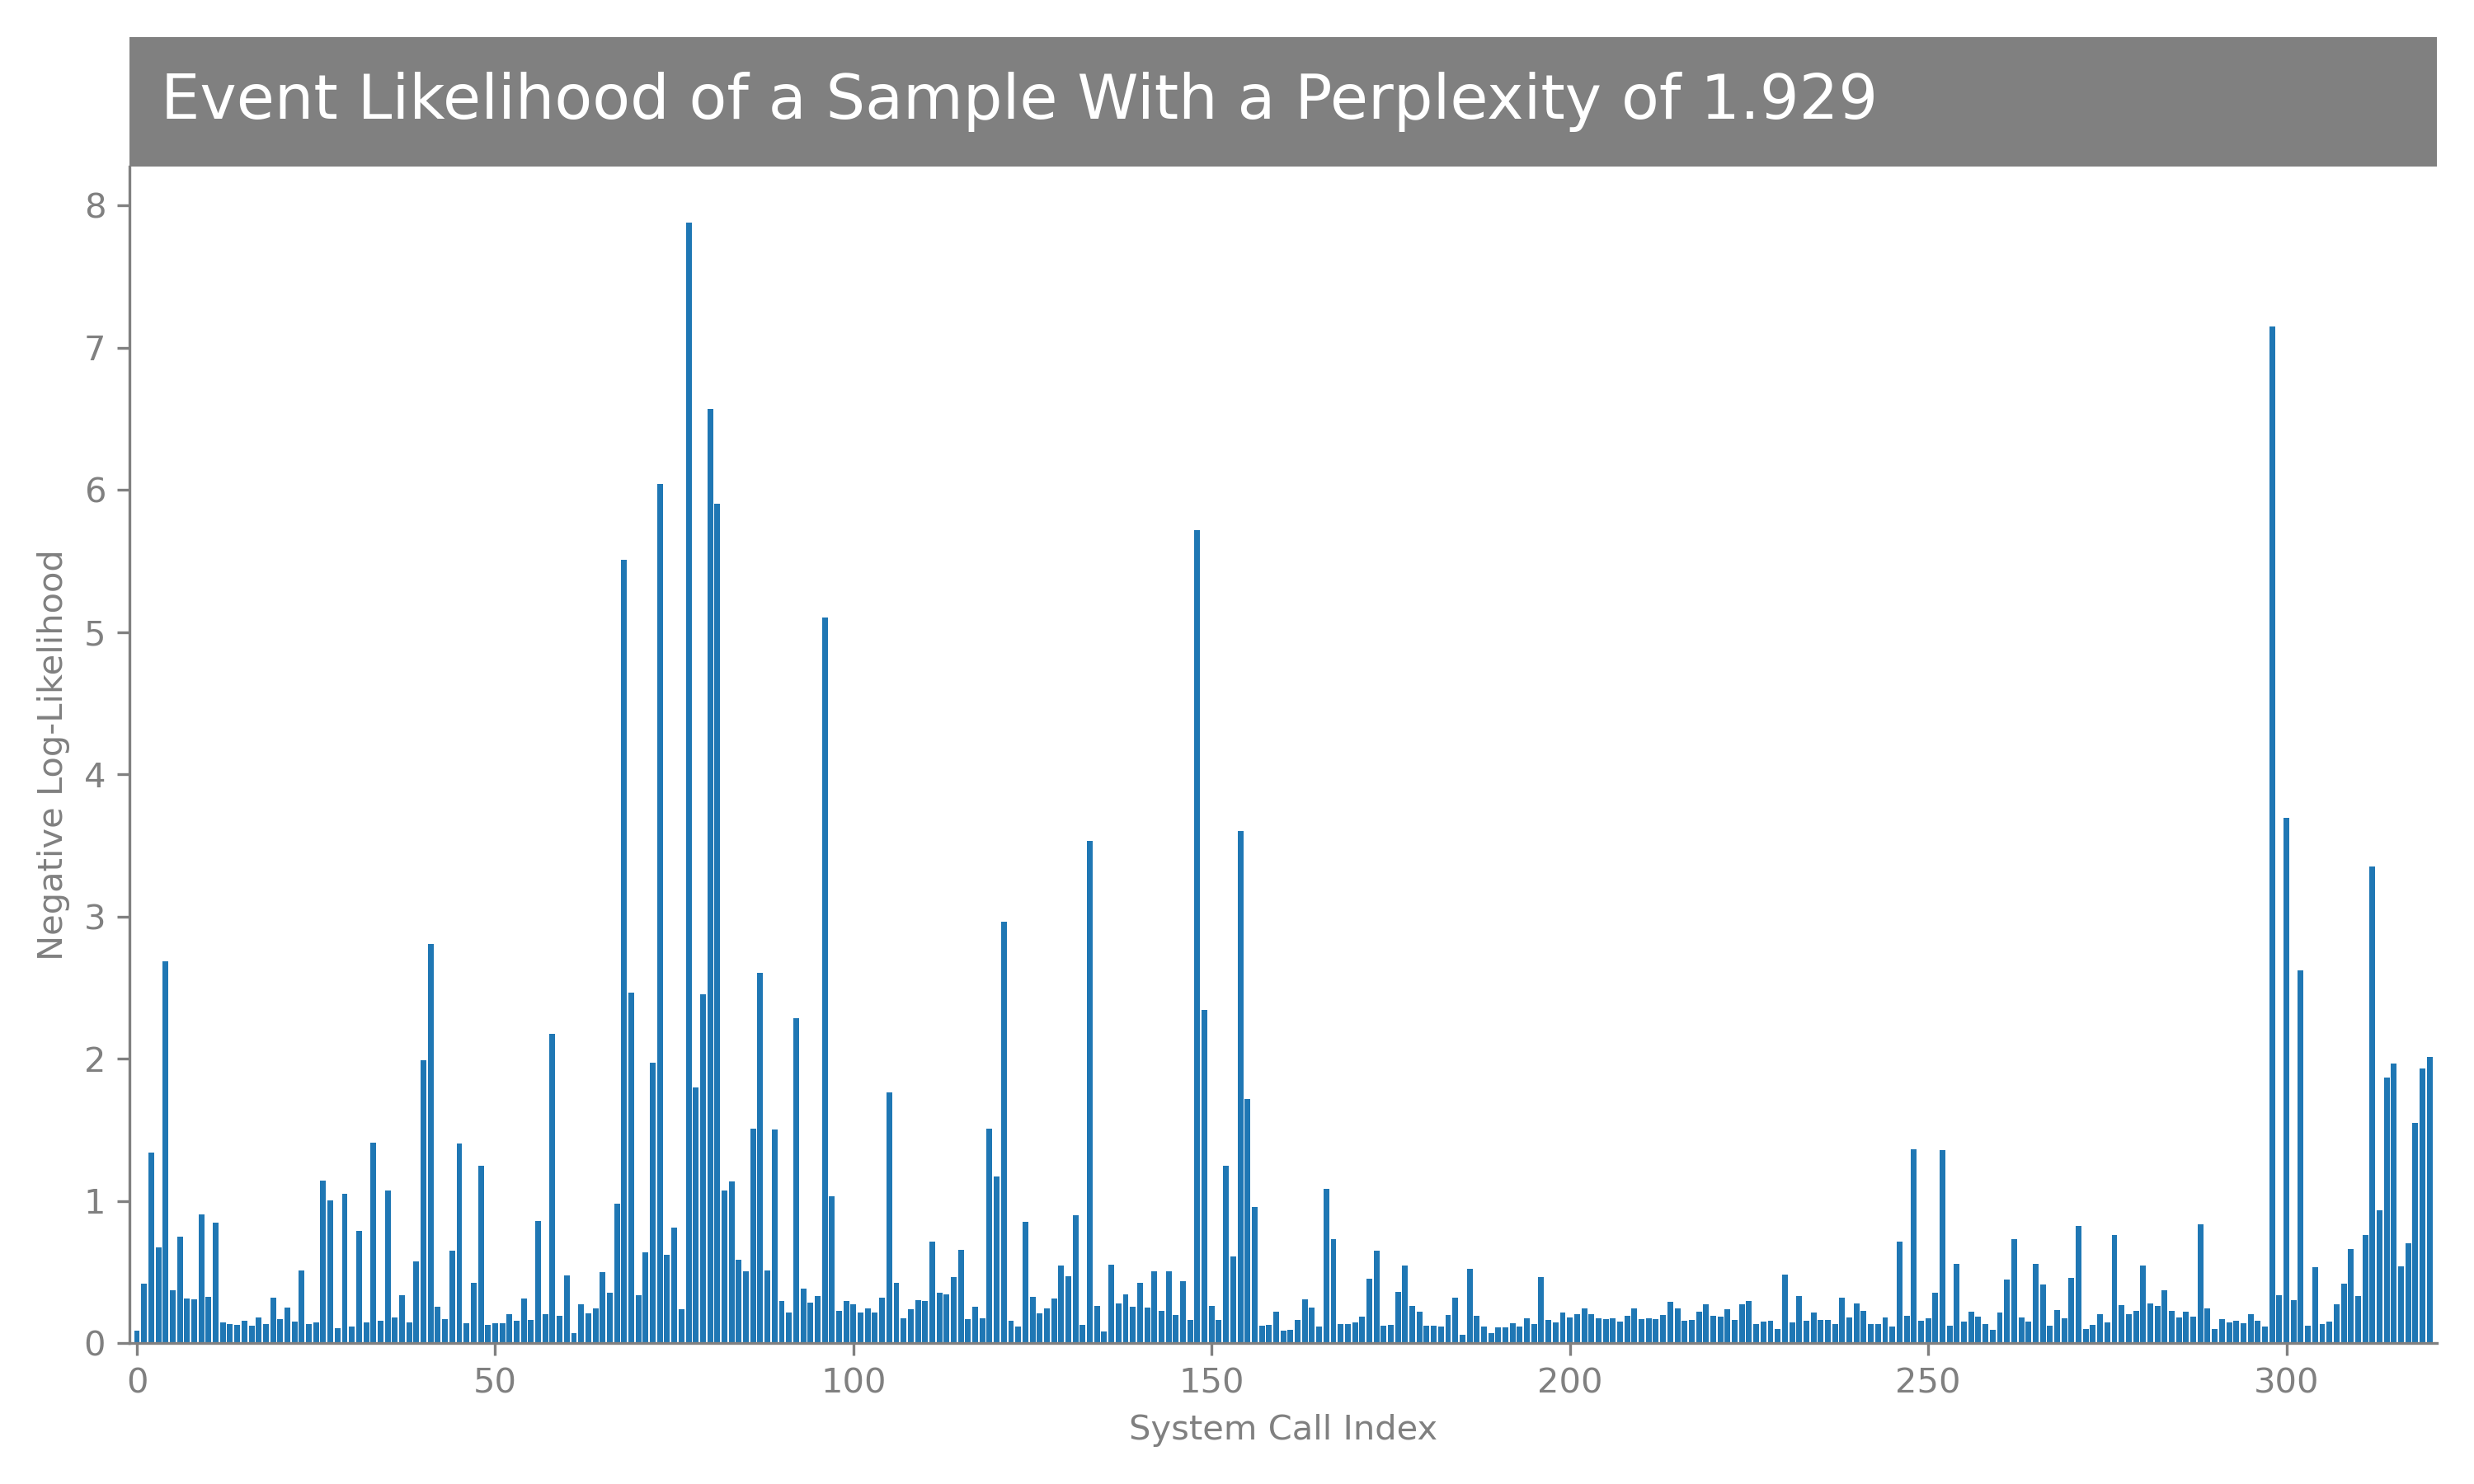 Event Likelihood of a Sample With a Perplexity of 1.929
8
7
6
5
4
3
2
1
0
Negative Log-Likelihood
0 50 100 150 200 250 300
System Call Index